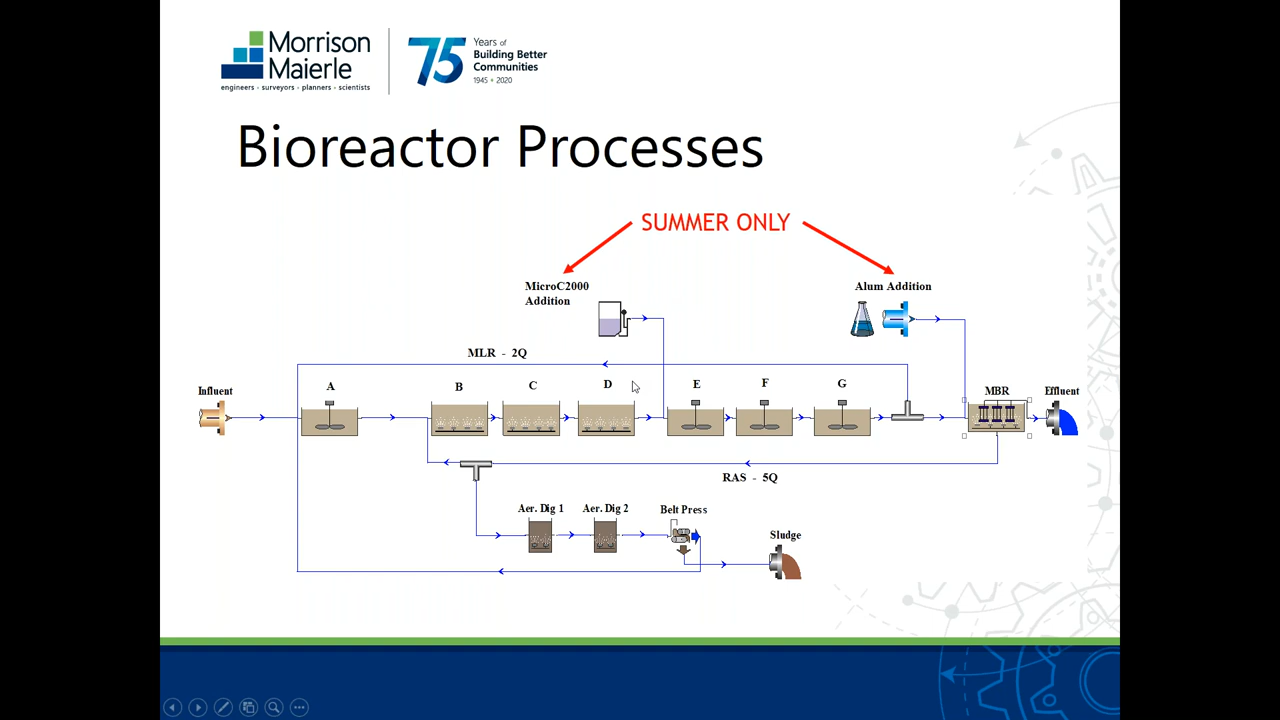 Morrison
Maierle
engineers - surveyors - planners - scientists
75
Years of
Building Better
Communities
1945 - 2020
Bioreactor Processes
SUMMER ONLY
MicroC2000
Addition
Alum Addition
MLR - 2Q
Influent
A
B
C
D
E
F
G
MBR
Effluent
RAS - 5Q
Aer. Dig 1
Aer. Dig 2
Belt Press
Sludge